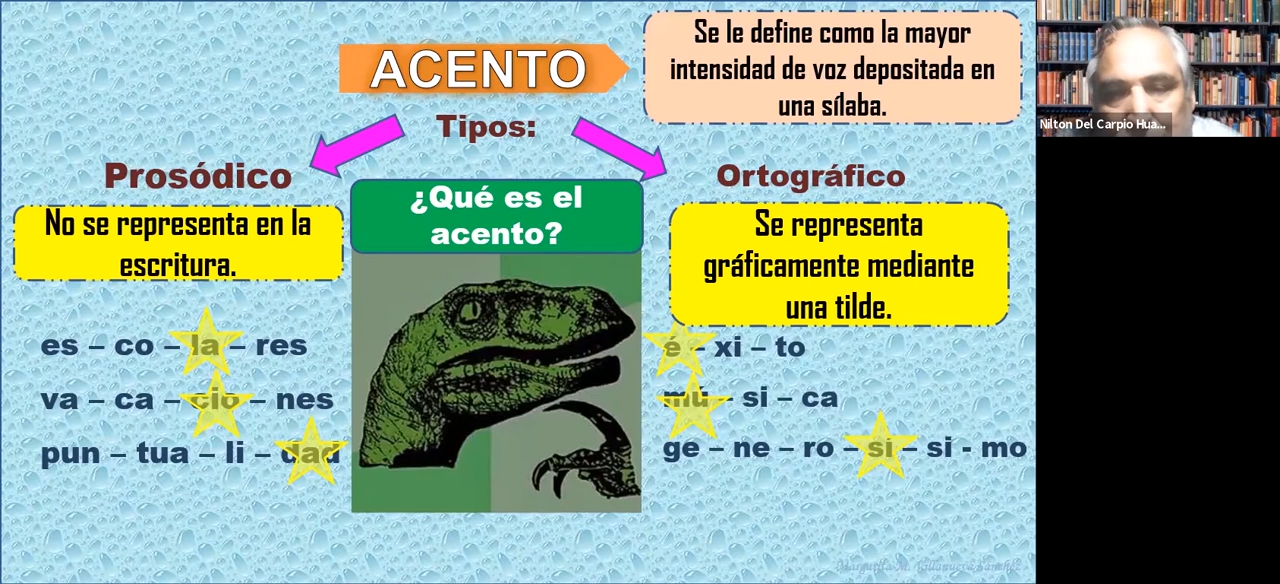 ACENTO
Se le define como la mayor
intensidad de voz depositada en
una sílaba.
Nilton Del Carpio Hua...
Tipos:
Prosódico
No se representa en la
escritura.
es – co – la – res
va – ca – cio – nes
pun – tua – li – dad
¿Qué es el
acento?
Ortográfico
Se representa
gráficamente mediante
una tilde.
é – xi – to
mú – si – ca
ge – ne – ro – sí – si - mo
Margarita M. Villanueva Sánchez